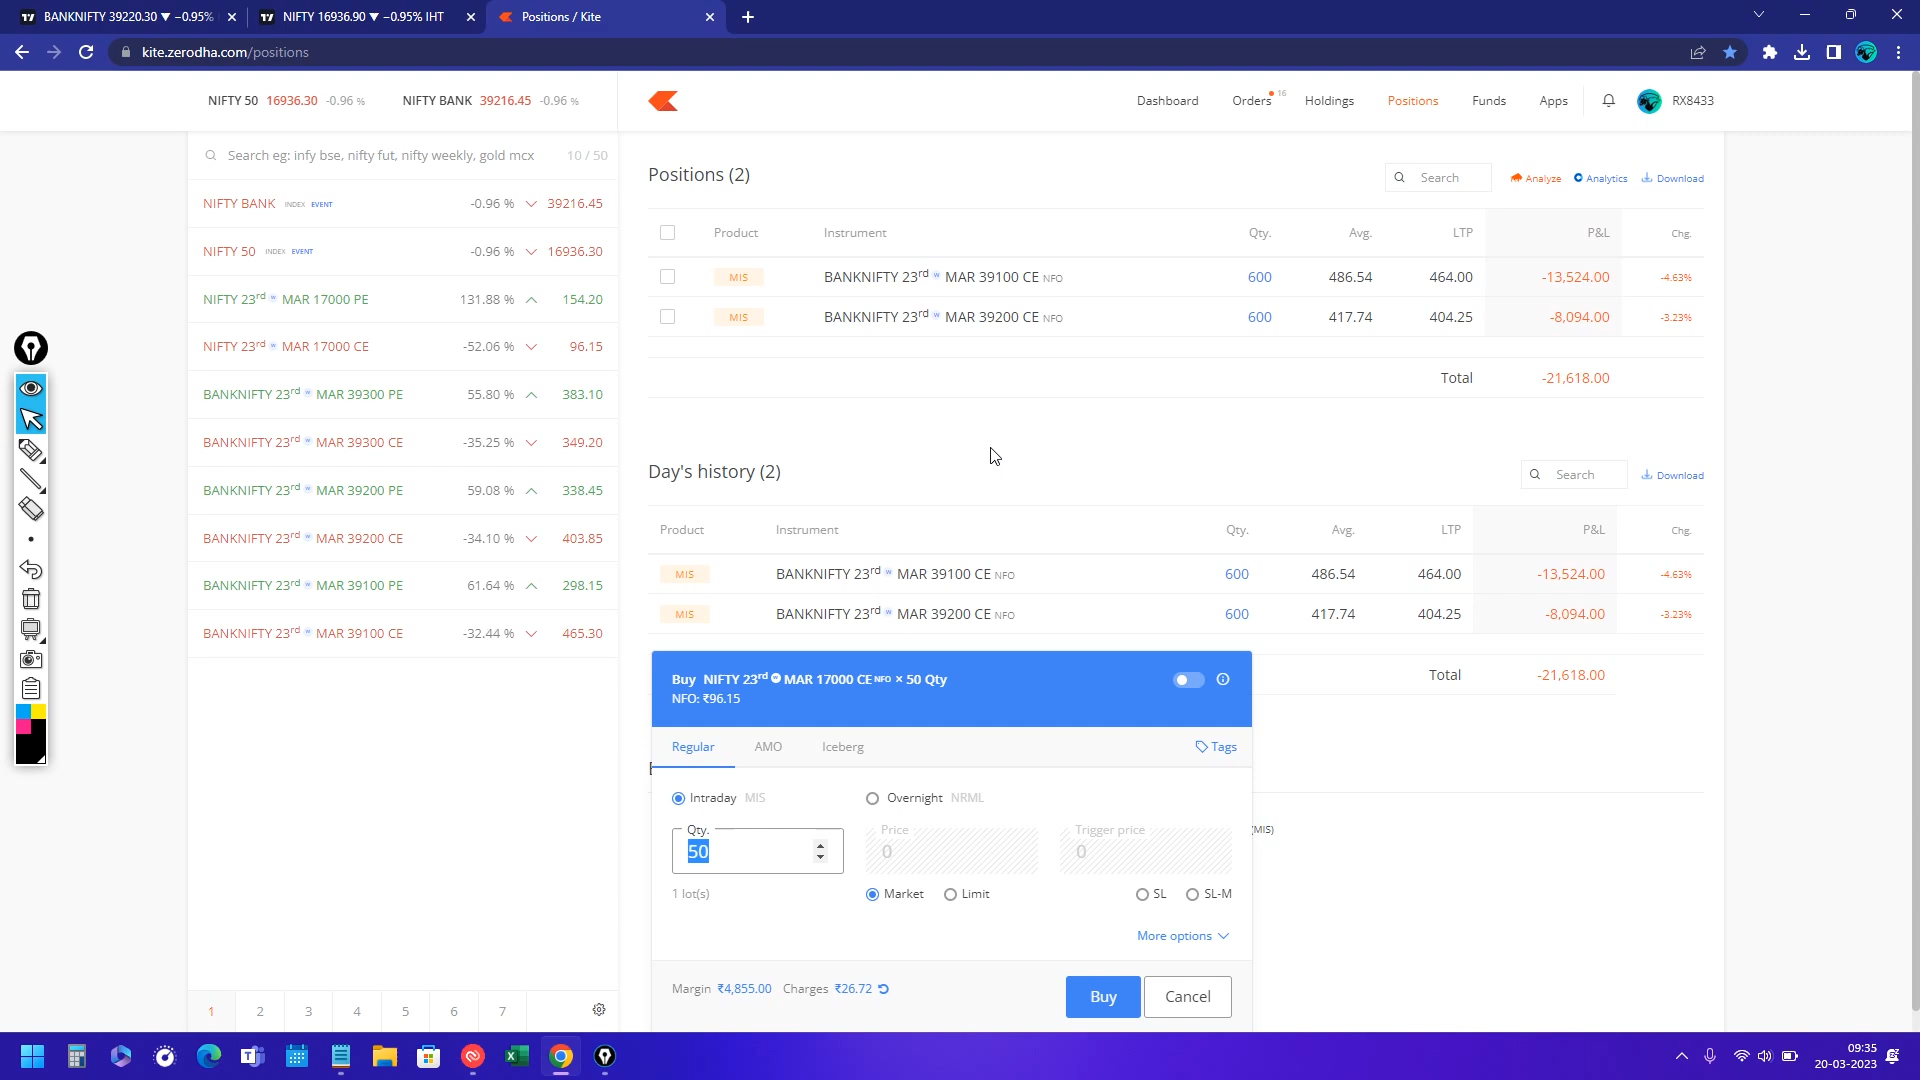 BANKNIFTY 39220.30 ▼ −0.95%
NIFTY 16936.90 ▼ −0.95% IHT
Positions / Kite
kite.zerodha.com/positions
NIFTY 50 16936.30 -0.96 %
NIFTY BANK 39216.45 -0.96 %
Dashboard
Orders 16
Holdings
Positions
Funds
Apps
RX8433
Search eg: infy bse, nifty fut, nifty weekly, gold mcx 10 / 50
NIFTY BANK INDEX EVENT -0.96 % 39216.45
NIFTY 50 INDEX EVENT -0.96 % 16936.30
NIFTY 23rd w MAR 17000 PE 131.88 % 154.20
NIFTY 23rd w MAR 17000 CE -52.06 % 96.15
BANKNIFTY 23rd w MAR 39300 PE 55.80 % 383.10
BANKNIFTY 23rd w MAR 39300 CE -35.25 % 349.20
BANKNIFTY 23rd w MAR 39200 PE 59.08 % 338.45
BANKNIFTY 23rd w MAR 39200 CE -34.10 % 403.85
BANKNIFTY 23rd w MAR 39100 PE 61.64 % 298.15
BANKNIFTY 23rd w MAR 39100 CE -32.44 % 465.30
1 2 3 4 5 6 7
Positions (2)
Search
Analyze
Analytics
Download
Product Instrument Qty. Avg. LTP P&L Chg.
MIS BANKNIFTY 23rd w MAR 39100 CE NFO 600 486.54 464.00 -13,524.00 -4.63%
MIS BANKNIFTY 23rd w MAR 39200 CE NFO 600 417.74 404.25 -8,094.00 -3.23%
Total -21,618.00
Day's history (2)
Search
Download
Product Instrument Qty. Avg. LTP P&L Chg.
MIS BANKNIFTY 23rd w MAR 39100 CE NFO 600 486.54 464.00 -13,524.00 -4.63%
MIS BANKNIFTY 23rd w MAR 39200 CE NFO 600 417.74 404.25 -8,094.00 -3.23%
Total -21,618.00
Buy NIFTY 23rd w MAR 17000 CE NFO × 50 Qty
NFO: ₹96.15
Regular AMO Iceberg Tags
Intraday MIS Overnight NRML
Qty. Price Trigger price
50 0 0
(MIS)
1 lot(s) Market Limit SL SL-M
More options
Margin ₹4,855.00 Charges ₹26.72
Buy Cancel
09:35
20-03-2023